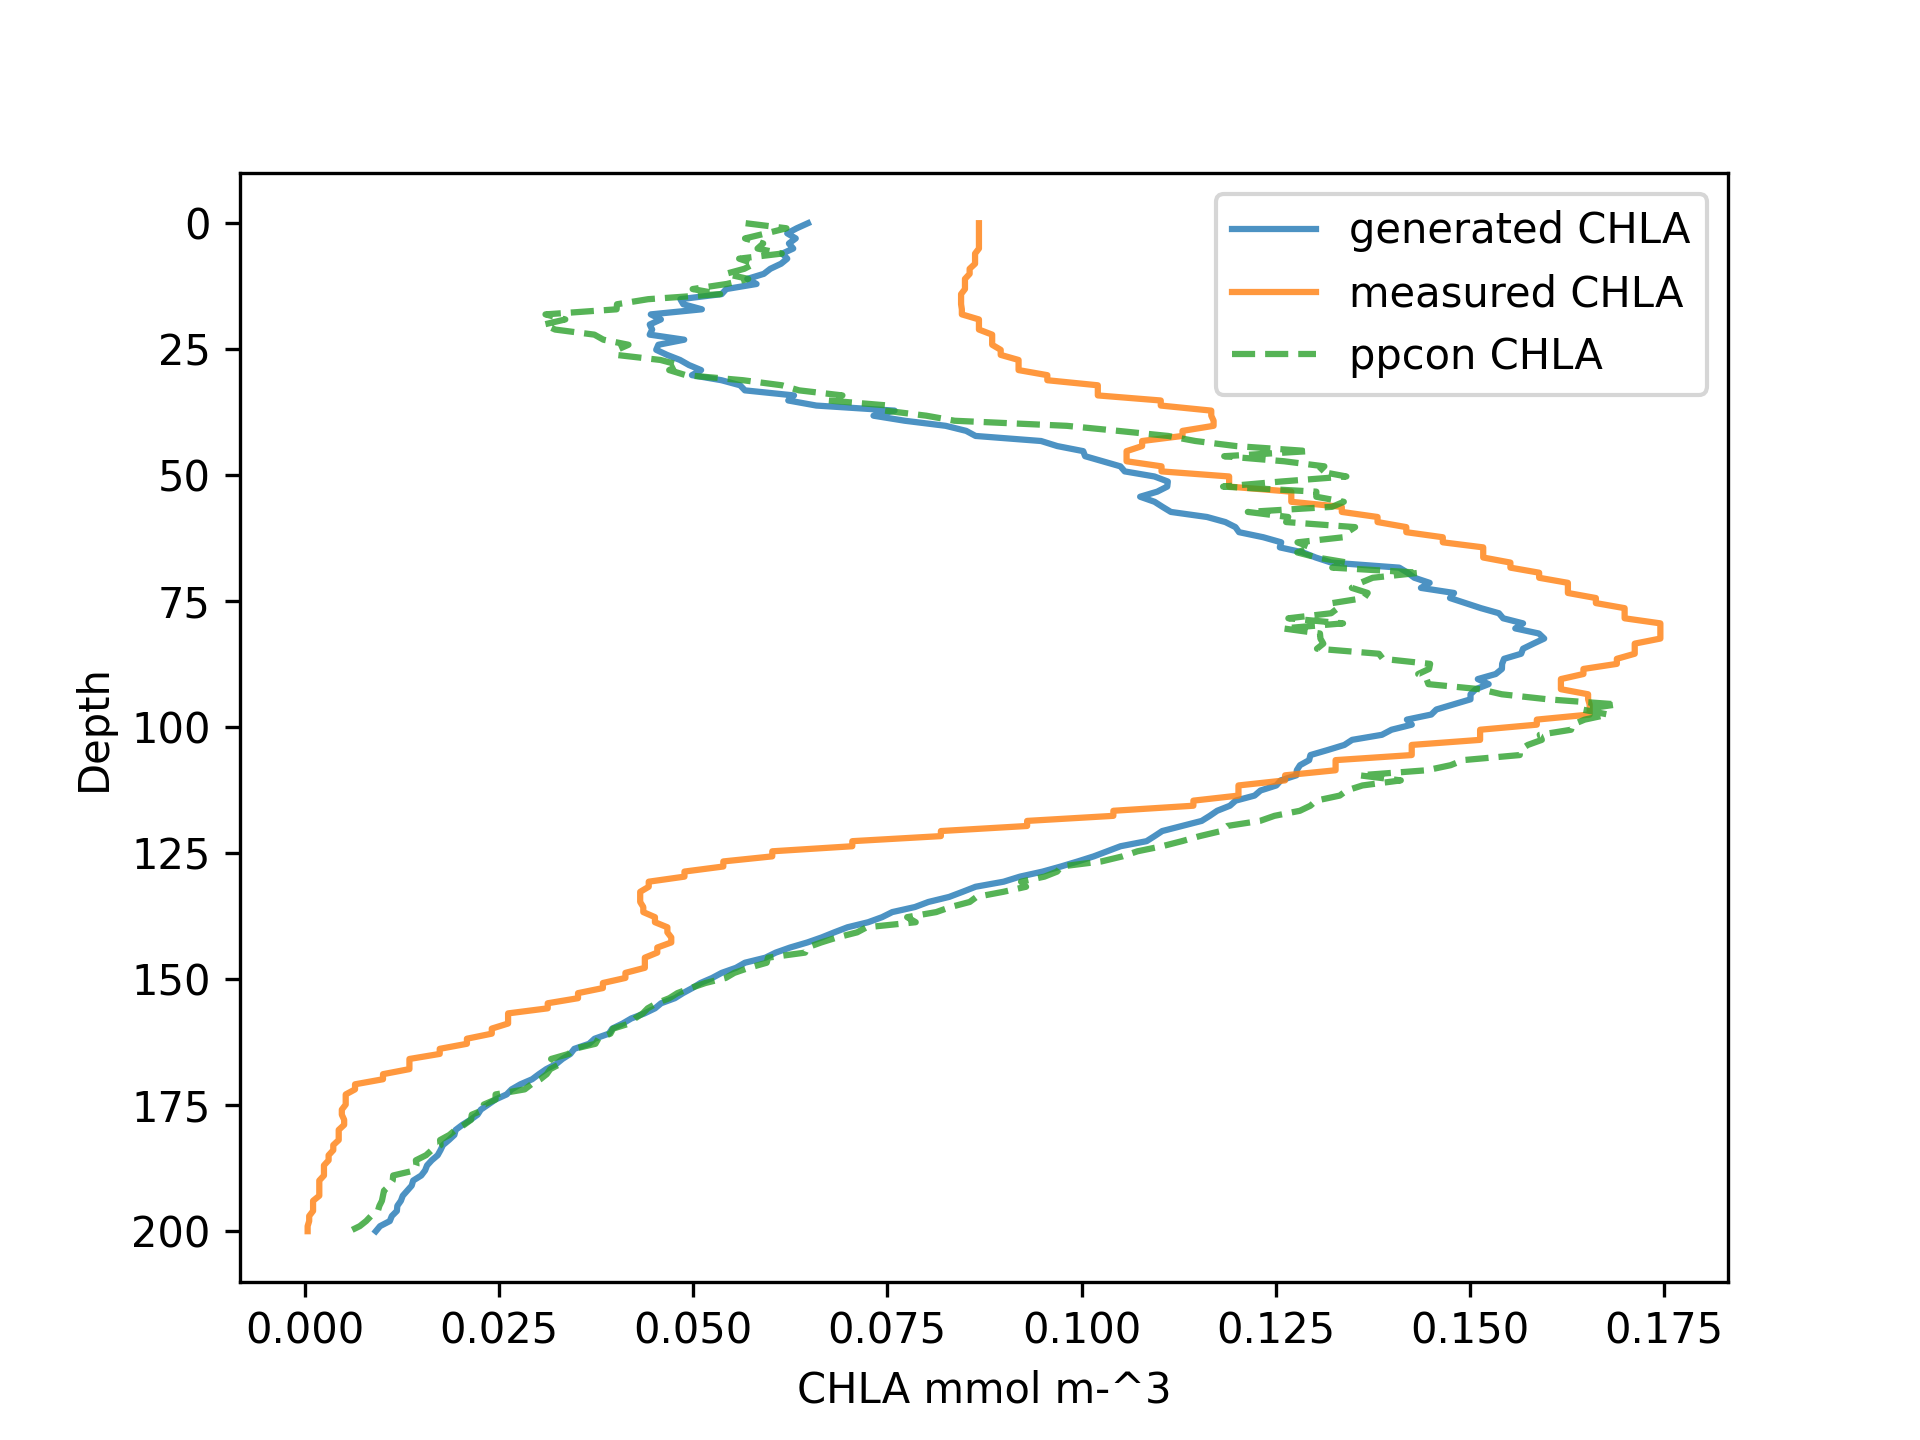 generated CHLA
measured CHLA
ppcon CHLA
0
25
50
75
100
125
150
175
200
Depth
0.000 0.025 0.050 0.075 0.100 0.125 0.150 0.175
CHLA mmol m-^3